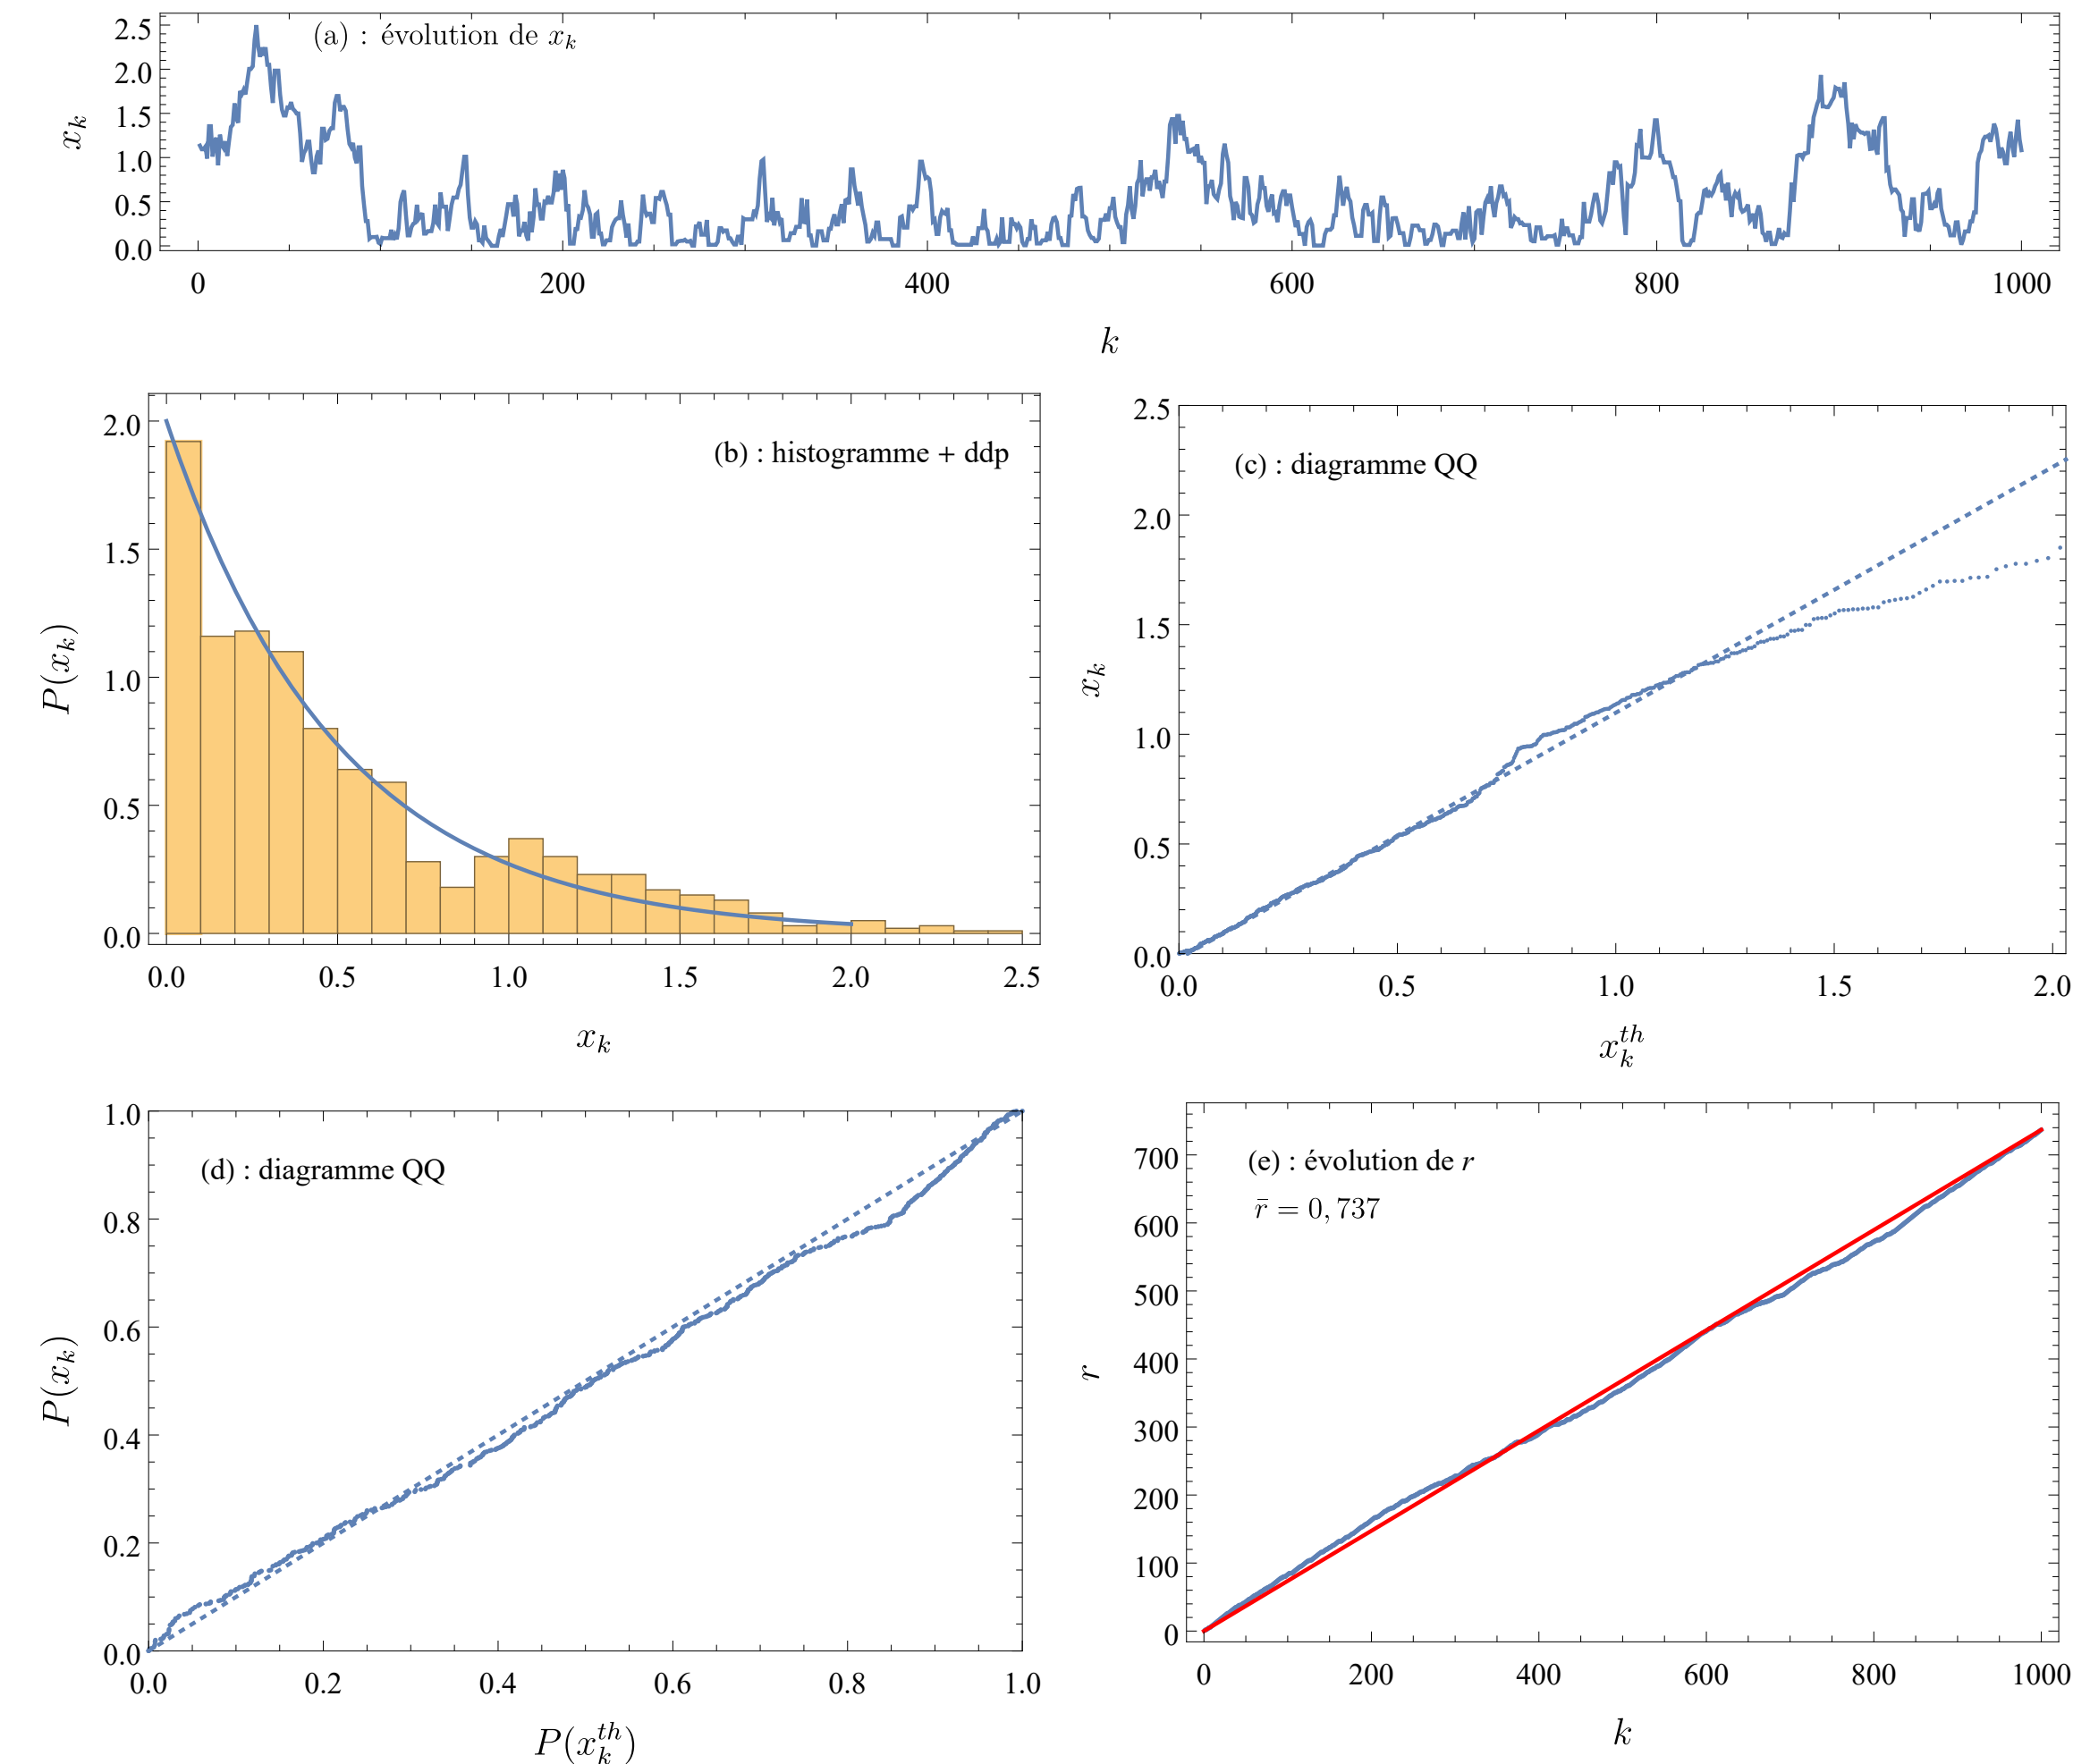 (a) : évolution de x_k
x_k
2.5
2.0
1.5
1.0
0.5
0.0
0 200 400 600 800 1000
k
(b) : histogramme + ddp
P(x_k)
2.0
1.5
1.0
0.5
0.0
0.0 0.5 1.0 1.5 2.0 2.5
x_k
(c) : diagramme QQ
x_k
2.5
2.0
1.5
1.0
0.5
0.0
0.0 0.5 1.0 1.5 2.0
x_k^{th}
(d) : diagramme QQ
P(x_k)
1.0
0.8
0.6
0.4
0.2
0.0
0.0 0.2 0.4 0.6 0.8 1.0
P(x_k^{th})
(e) : évolution de r
r̄ = 0, 737
r
700
600
500
400
300
200
100
0
0 200 400 600 800 1000
k